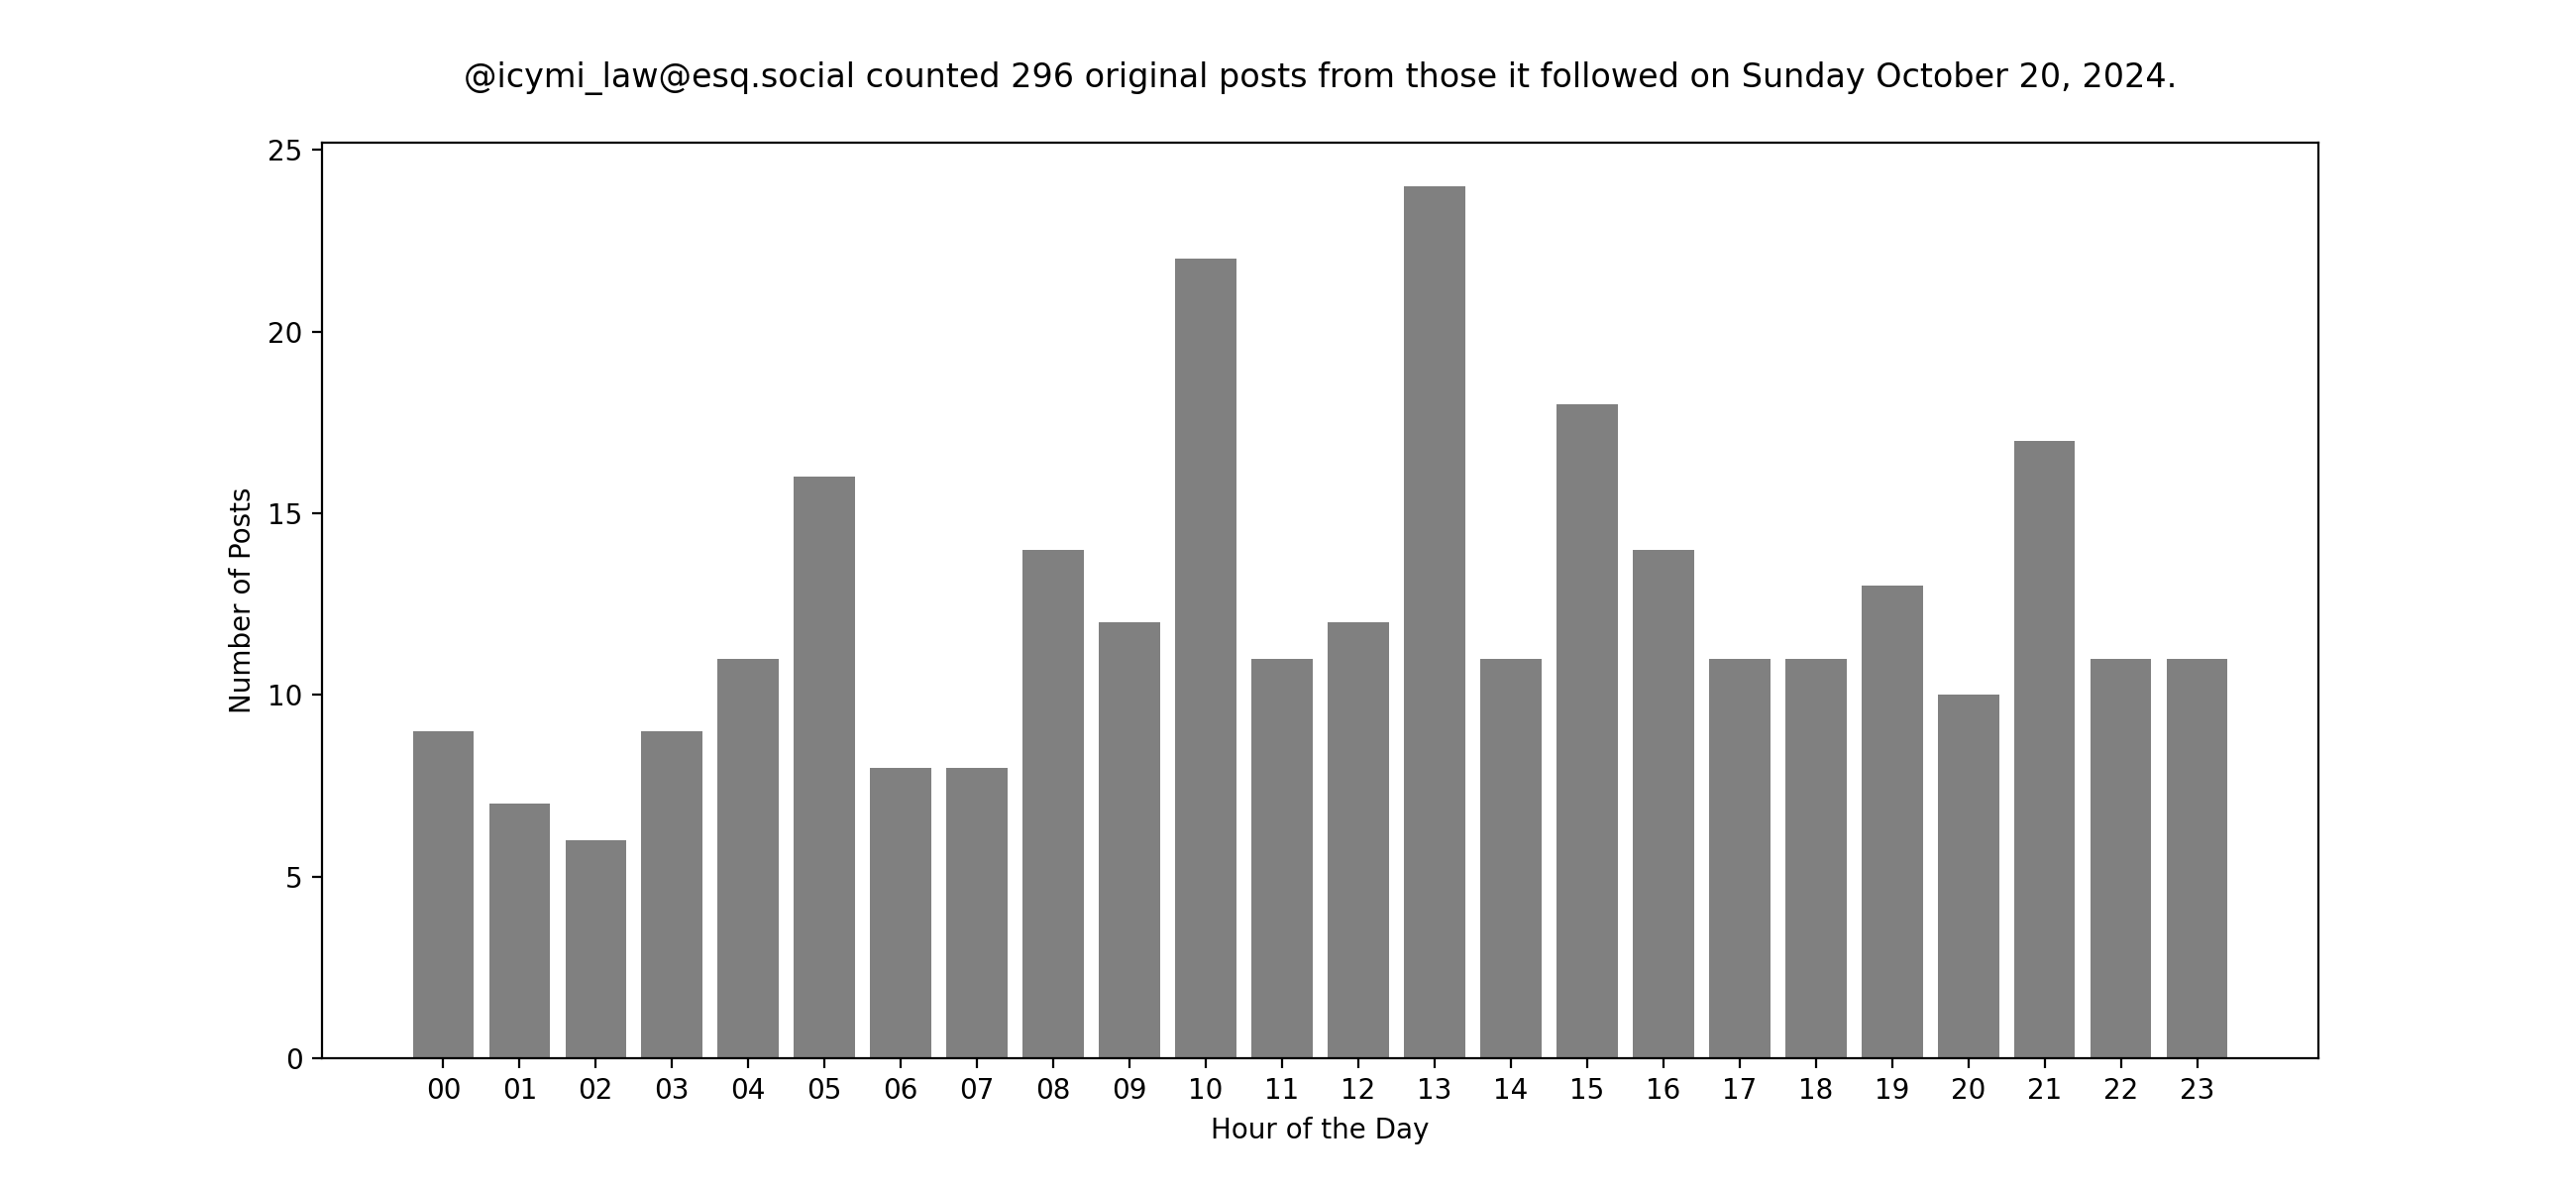 @icymi_law@esq.social counted 296 original posts from those it followed on Sunday October 20, 2024.
25
20
15
10
5
0
Number of Posts
00 01 02 03 04 05 06 07 08 09 10 11 12 13 14 15 16 17 18 19 20 21 22 23
Hour of the Day